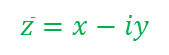 z̄ = x − iy